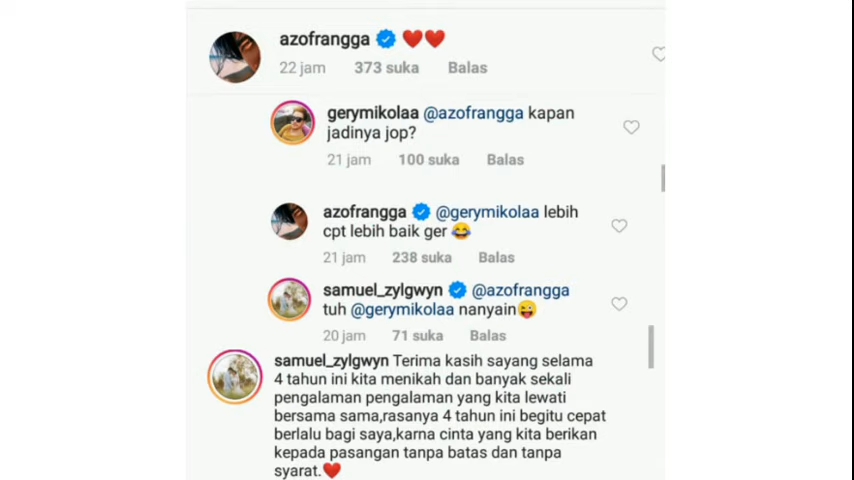 azofrangga ❤️❤️
22 jam 373 suka Balas
gerymikolaa @azofrangga kapan
jadinya jop?
21 jam 100 suka Balas
azofrangga @gerymikolaa lebih
cpt lebih baik ger 😂
21 jam 238 suka Balas
samuel_zylgwyn @azofrangga
tuh @gerymikolaa nanyain😜
20 jam 71 suka Balas
samuel_zylgwyn Terima kasih sayang selama
4 tahun ini kita menikah dan banyak sekali
pengalaman pengalaman yang kita lewati
bersama sama,rasanya 4 tahun ini begitu cepat
berlalu bagi saya,karna cinta yang kita berikan
kepada pasangan tanpa batas dan tanpa
syarat.❤️